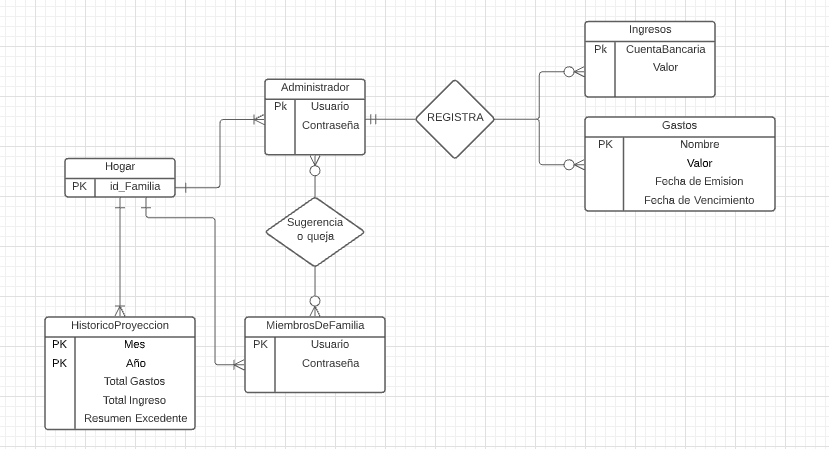 Ingresos
Pk CuentaBancaria
Valor
Administrador
Pk Usuario
Contraseña
REGISTRA
Gastos
PK Nombre
Valor
Fecha de Emision
Fecha de Vencimiento
Hogar
PK id_Familia
Sugerencia
o queja
HistoricoProyeccion
PK Mes
PK Año
Total Gastos
Total Ingreso
Resumen Excedente
MiembrosDeFamilia
PK Usuario
Contraseña